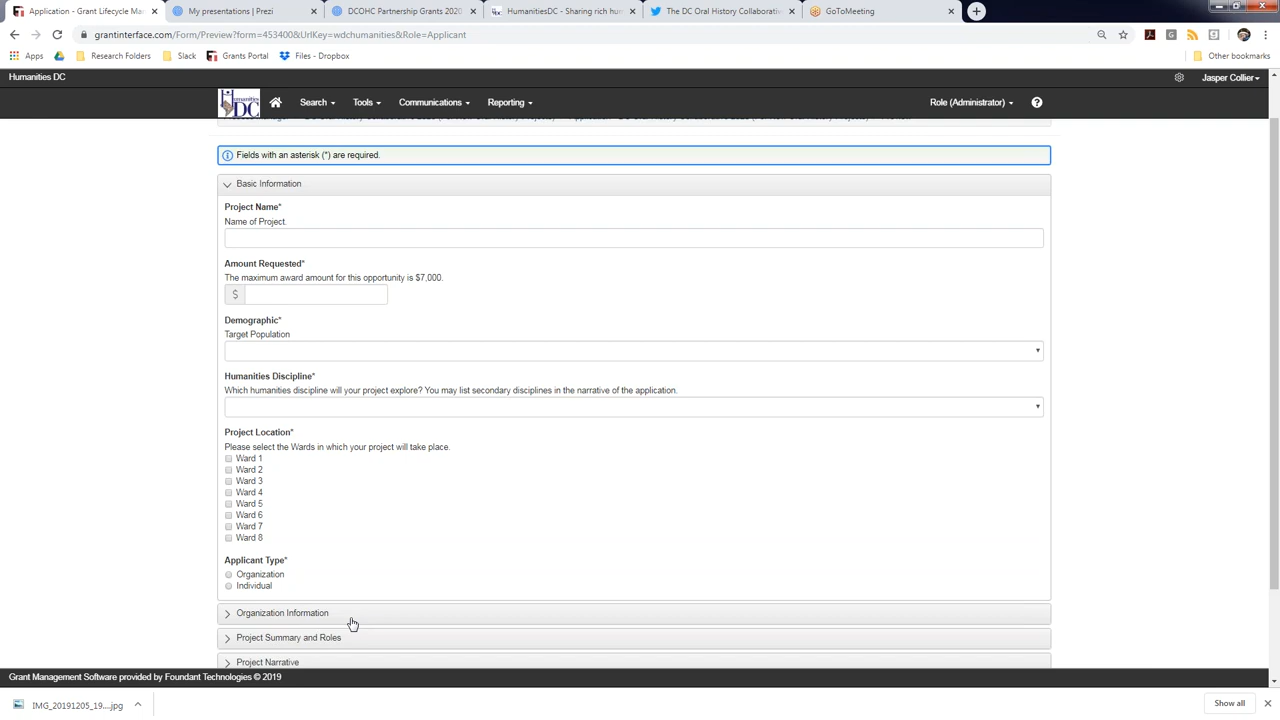 Application - Grant Lifecycle Ma
My presentations | Prezi
DCOHC Partnership Grants 2020
HumanitiesDC - Sharing rich hum
The DC Oral History Collaborativ
GoToMeeting
grantinterface.com/Form/Preview?form=453400&UrlKey=wdchumanities&Role=Applicant
Apps
Research Folders
Slack
Grants Portal
Files - Dropbox
Other bookmarks
Humanities DC
Jasper Collier
Humanities DC
Search
Tools
Communications
Reporting
Role (Administrator)
Fields with an asterisk (*) are required.
Basic Information
Project Name*
Name of Project.
Amount Requested*
The maximum award amount for this opportunity is $7,000.
$
Demographic*
Target Population
Humanities Discipline*
Which humanities discipline will your project explore? You may list secondary disciplines in the narrative of the application.
Project Location*
Please select the Wards in which your project will take place.
Ward 1
Ward 2
Ward 3
Ward 4
Ward 5
Ward 6
Ward 7
Ward 8
Applicant Type*
Organization
Individual
Organization Information
Project Summary and Roles
Project Narrative
Grant Management Software provided by Foundant Technologies © 2019
IMG_20191205_19....jpg
Show all